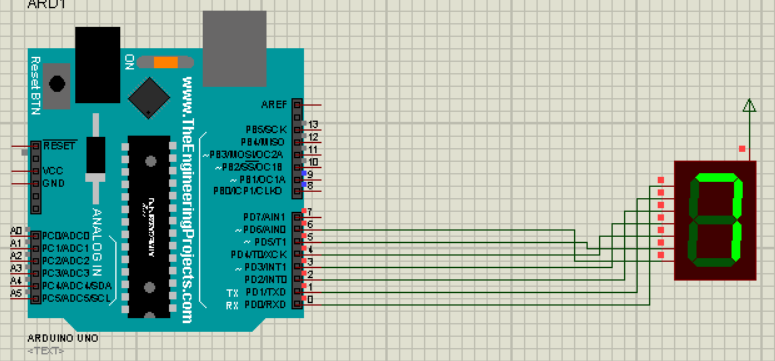 ARD1
ON
Reset BTN
www.TheEngineeringProjects.com
AREF
PB5/SCK 13
PB4/MISO 12
~PB3/MOSI/OC2A 11
~PB2/SS/OC1B 10
~PB1/OC1A 9
PB0/ICP1/CLKO 8
RESET
VCC
GND
ANALOG IN
PD7/AIN1 7
~PD6/AIN0 6
~PD5/T1 5
PD4/T0/XCK 4
~PD3/INT1 3
PD2/INT0 2
TX PD1/TXD 1
RX PD0/RXD 0
A0 PC0/ADC0
A1 PC1/ADC1
A2 PC2/ADC2
A3 PC3/ADC3
A4 PC4/ADC4/SDA
A5 PC5/ADC5/SCL
ARDUINO UNO
<TEXT>
7